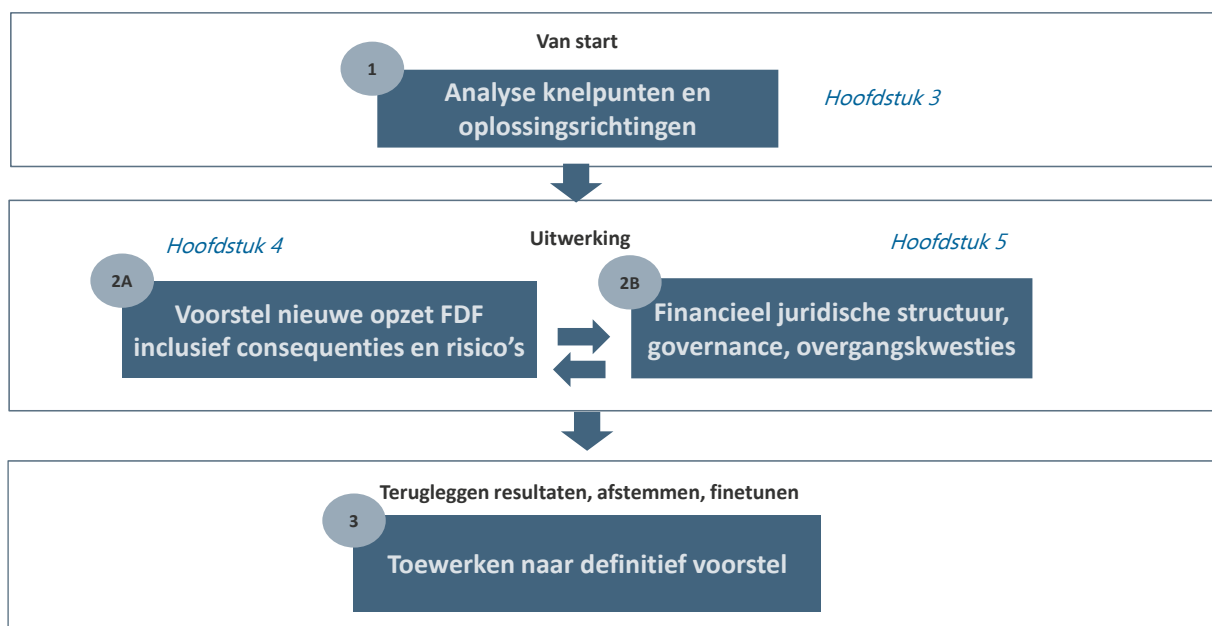 Van start
1
Analyse knelpunten en
oplossingsrichtingen
Hoofdstuk 3
Hoofdstuk 4
Uitwerking
Hoofdstuk 5
2A
Voorstel nieuwe opzet FDF
inclusief consequenties en risico's
2B
Financieel juridische structuur,
governance, overgangskwesties
Terugleggen resultaten, afstemmen, finetunen
3
Toewerken naar definitief voorstel